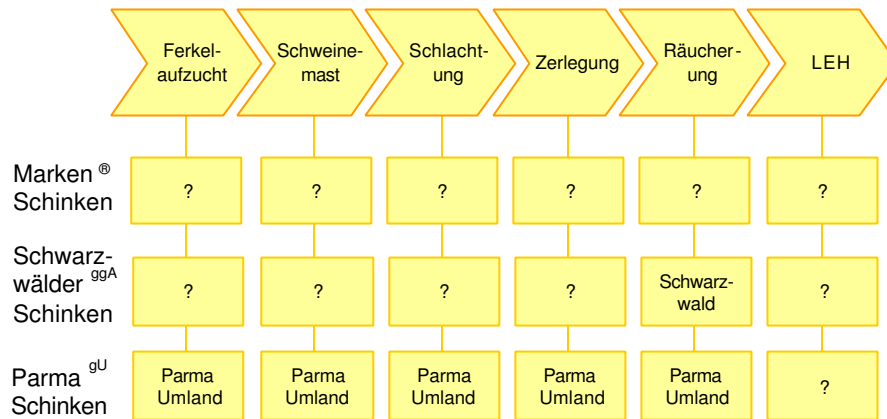 Ferkel-
aufzucht
Schweine-
mast
Schlacht-
ung
Zerlegung
Räucher-
ung
LEH
Marken ®
Schinken
?
?
?
?
?
?
Schwarz-
wälder ggA
Schinken
?
?
?
?
Schwarz-
wald
?
Parma gU
Schinken
Parma
Umland
Parma
Umland
Parma
Umland
Parma
Umland
Parma
Umland
?